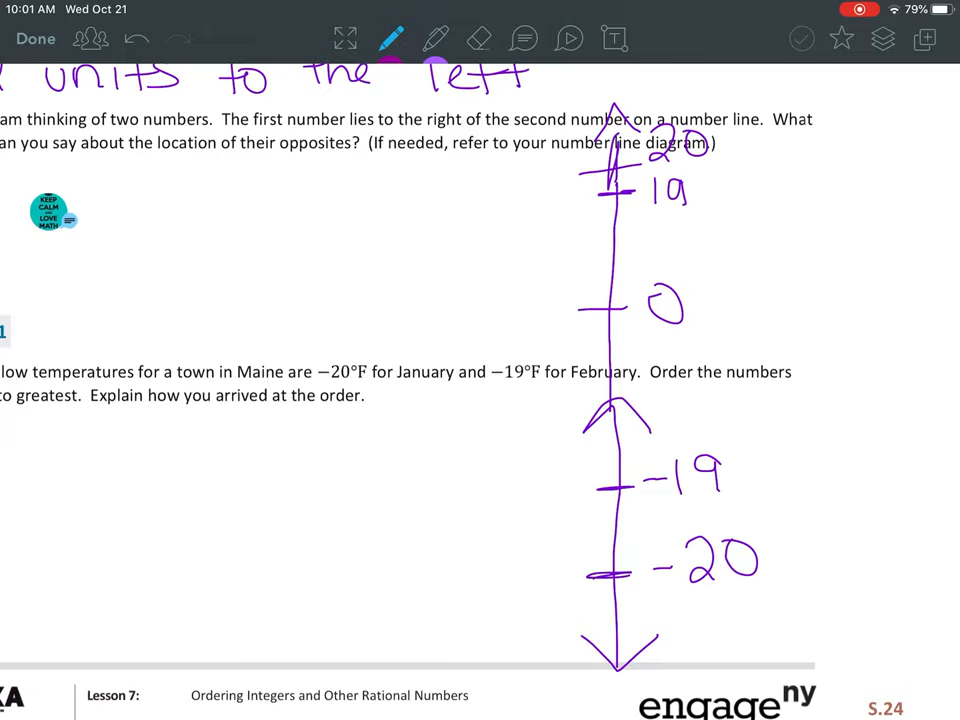 10:01 AM Wed Oct 21
79%
Done
units to the left
am thinking of two numbers. The first number lies to the right of the second number on a number line. What
an you say about the location of their opposites? (If needed, refer to your number line diagram.)
20
19
KEEP
CALM
AND
LOVE
MATH
0
1
low temperatures for a town in Maine are −20°F for January and −19°F for February. Order the numbers
to greatest. Explain how you arrived at the order.
-19
-20
KA
Lesson 7: Ordering Integers and Other Rational Numbers
engage ny
S.24